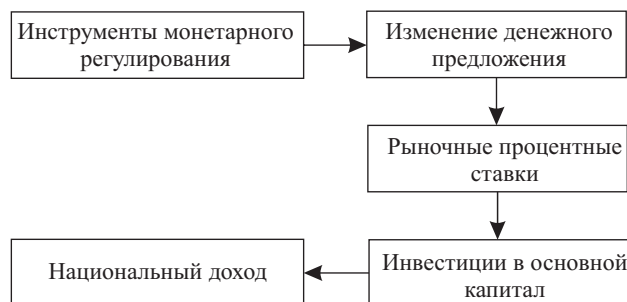 Инструменты монетарного
регулирования
Изменение денежного
предложения
Рыночные процентные
ставки
Инвестиции в основной
капитал
Национальный доход